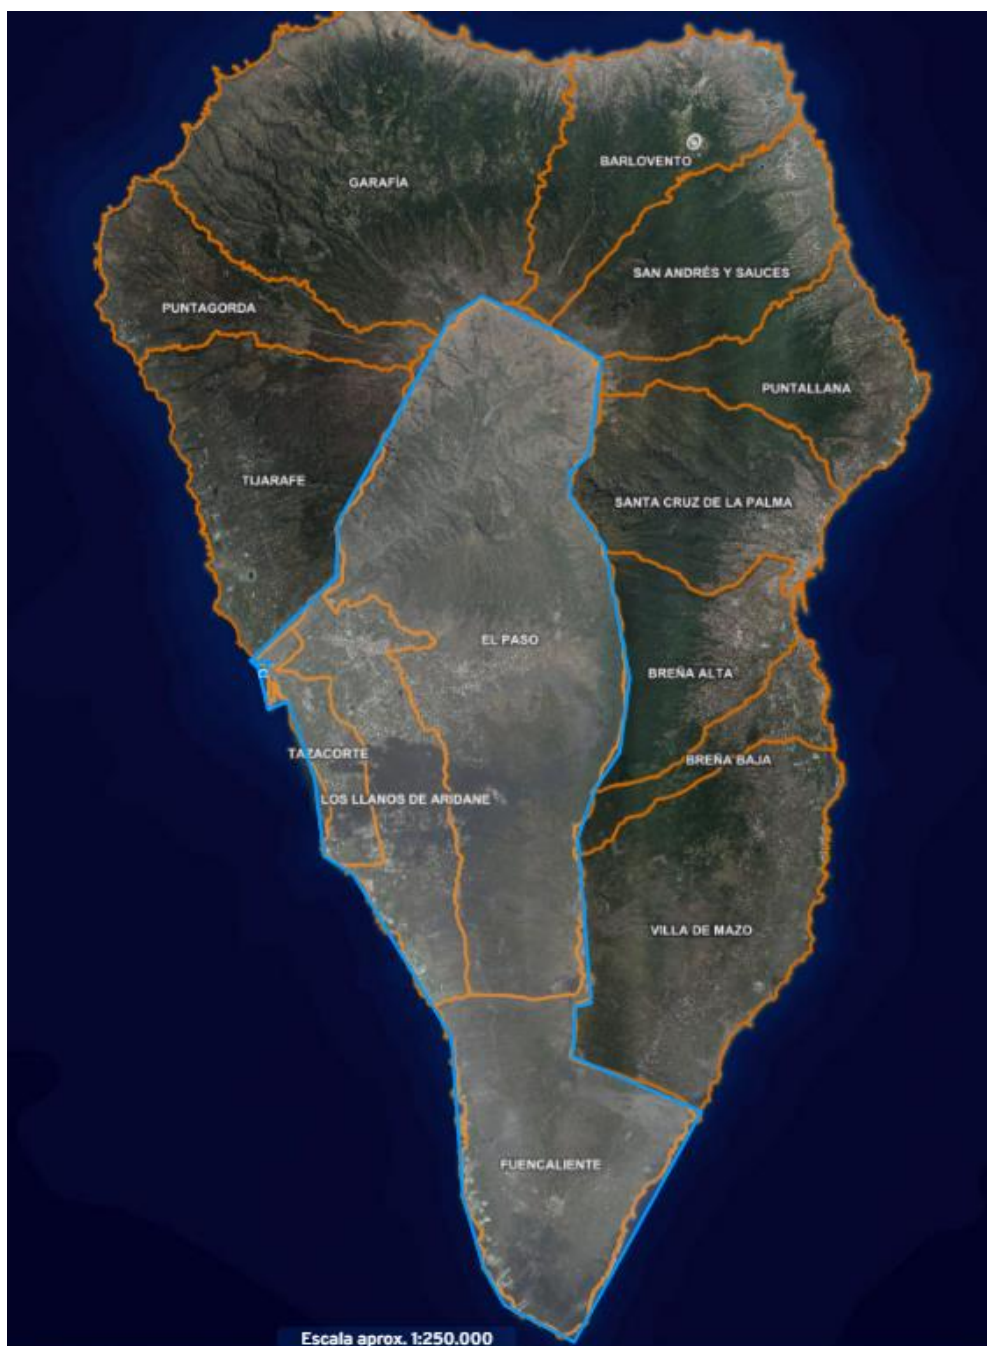 BARLOVENTO
GARAFÍA
SAN ANDRÉS Y SAUCES
PUNTAGORDA
PUNTALLANA
TIJARAFE
SANTA CRUZ DE LA PALMA
EL PASO
BREÑA ALTA
TAZACORTE
BREÑA BAJA
LOS LLANOS DE ARIDANE
VILLA DE MAZO
FUENCALIENTE
Escala aprox. 1:250.000